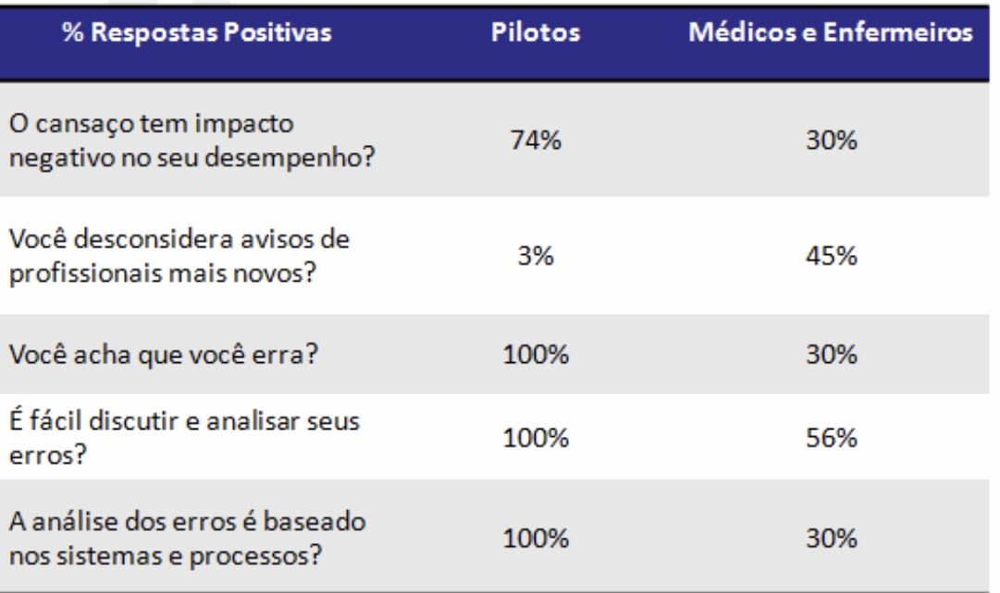 % Respostas Positivas Pilotos Médicos e Enfermeiros
O cansaço tem impacto
negativo no seu desempenho? 74% 30%
Você desconsidera avisos de
profissionais mais novos? 3% 45%
Você acha que você erra? 100% 30%
É fácil discutir e analisar seus
erros? 100% 56%
A análise dos erros é baseado
nos sistemas e processos? 100% 30%